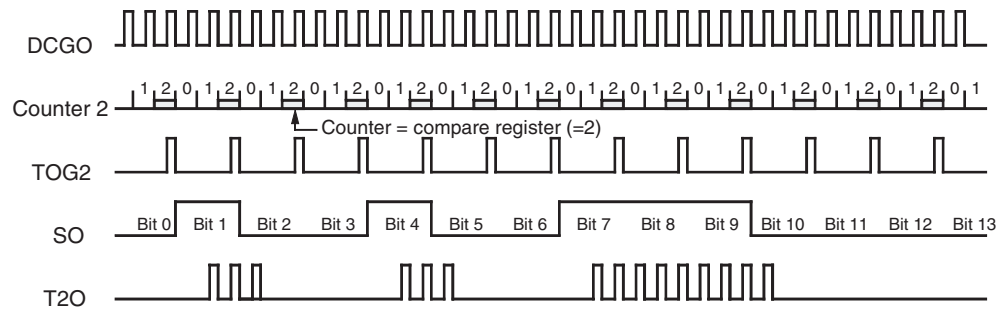 DCGO
1 2 0 1 2 0 1 2 0 1 2 0 1 2 0 1 2 0 1 2 0 1 2 0 1 2 0 1 2 0 1 2 0 1 2 0 1 2 0 1
Counter 2
Counter = compare register (=2)
TOG2
SO
Bit 0 Bit 1 Bit 2 Bit 3 Bit 4 Bit 5 Bit 6 Bit 7 Bit 8 Bit 9 Bit 10 Bit 11 Bit 12 Bit 13
T2O